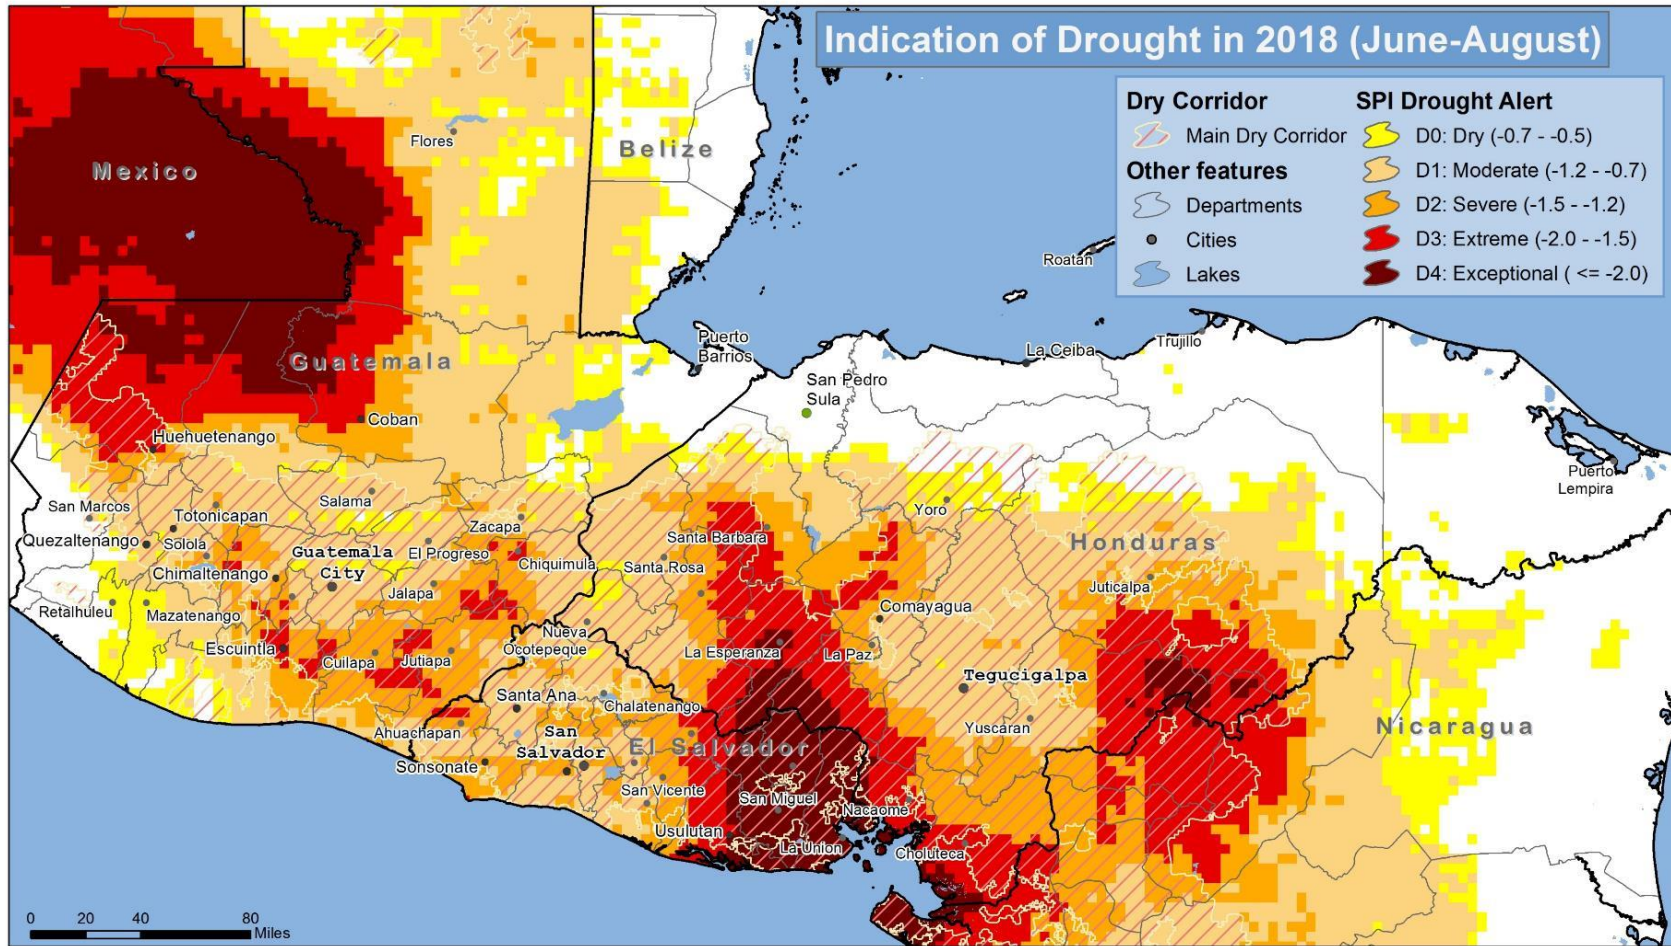 Indication of Drought in 2018 (June-August)
Dry Corridor
Main Dry Corridor
Other features
Departments
Cities
Lakes
SPI Drought Alert
D0: Dry (-0.7 - -0.5)
D1: Moderate (-1.2 - -0.7)
D2: Severe (-1.5 - -1.2)
D3: Extreme (-2.0 - -1.5)
D4: Exceptional ( <= -2.0)
Flores
Belize
Mexico
Roatan
Puerto
Barrios
La Ceiba
Trujillo
Guatemala
San Pedro
Sula
Coban
Huehuetenango
Puerto
Lempira
San Marcos
Salama
Totonicapan
Zacapa
Yoro
Quezaltenango
Solola
Guatemala
City
El Progreso
Santa Barbara
Honduras
Chiquimula
Santa Rosa
Chimaltenango
Jalapa
Juticalpa
Retalhuleu
Mazatenango
Comayagua
Nueva
Ocotepeque
Escuintla
Cuilapa
Jutiapa
La Esperanza
La Paz
Tegucigalpa
Santa Ana
Chalatenango
Yuscaran
Nicaragua
Ahuachapan
San
Salvador
El Salvador
Sonsonate
San Vicente
San Miguel
Nacaome
Usulutan
La Union
Choluteca
0 20 40 80
Miles